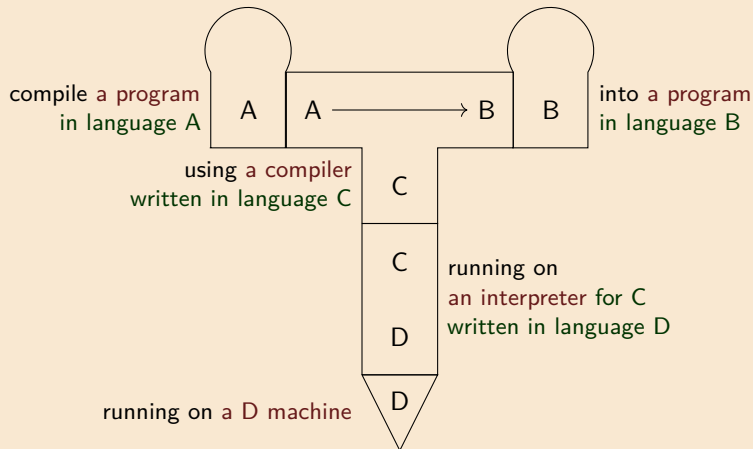 compile a program
in language A
A
A
B
B
into a program
in language B
using a compiler
written in language C
C
C
D
running on
an interpreter for C
written in language D
running on a D machine
D